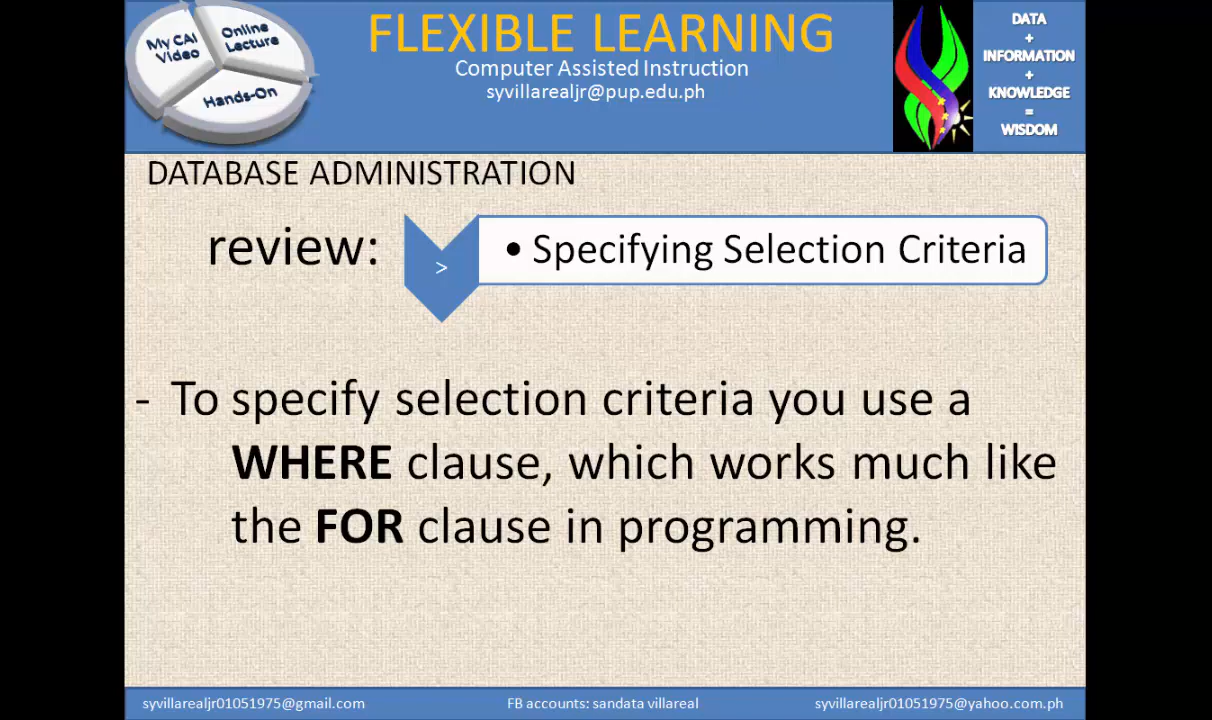 My CAI
Video
Online
Lecture
Hands-On
FLEXIBLE LEARNING
Computer Assisted Instruction
syvillarealjr@pup.edu.ph
DATA
+
INFORMATION
+
KNOWLEDGE
=
WISDOM
DATABASE ADMINISTRATION
review:
>
• Specifying Selection Criteria
- To specify selection criteria you use a
WHERE clause, which works much like
the FOR clause in programming.
syvillarealjr01051975@gmail.com
FB accounts: sandata villareal
syvillarealjr01051975@yahoo.com.ph